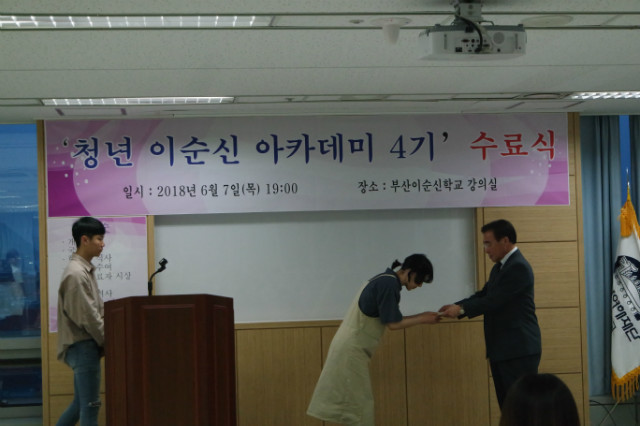 '청년 이순신 아카데미 4기' 수료식
일시 : 2018년 6월 7일(목) 19:00
장소 : 부산이순신학교 강의실